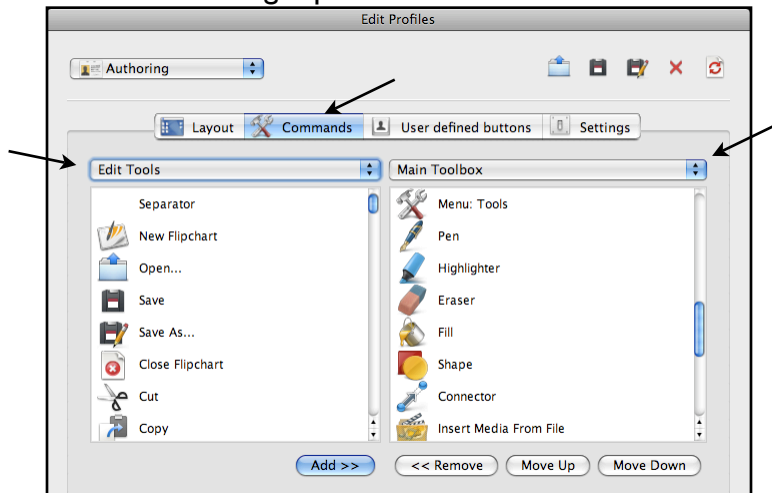 Edit Profiles
Authoring
Layout Commands User defined buttons Settings
Edit Tools
Main Toolbox
Separator
New Flipchart
Open...
Save
Save As...
Close Flipchart
Cut
Copy
Menu: Tools
Pen
Highlighter
Eraser
Fill
Shape
Connector
Insert Media From File
Add >> << Remove Move Up Move Down